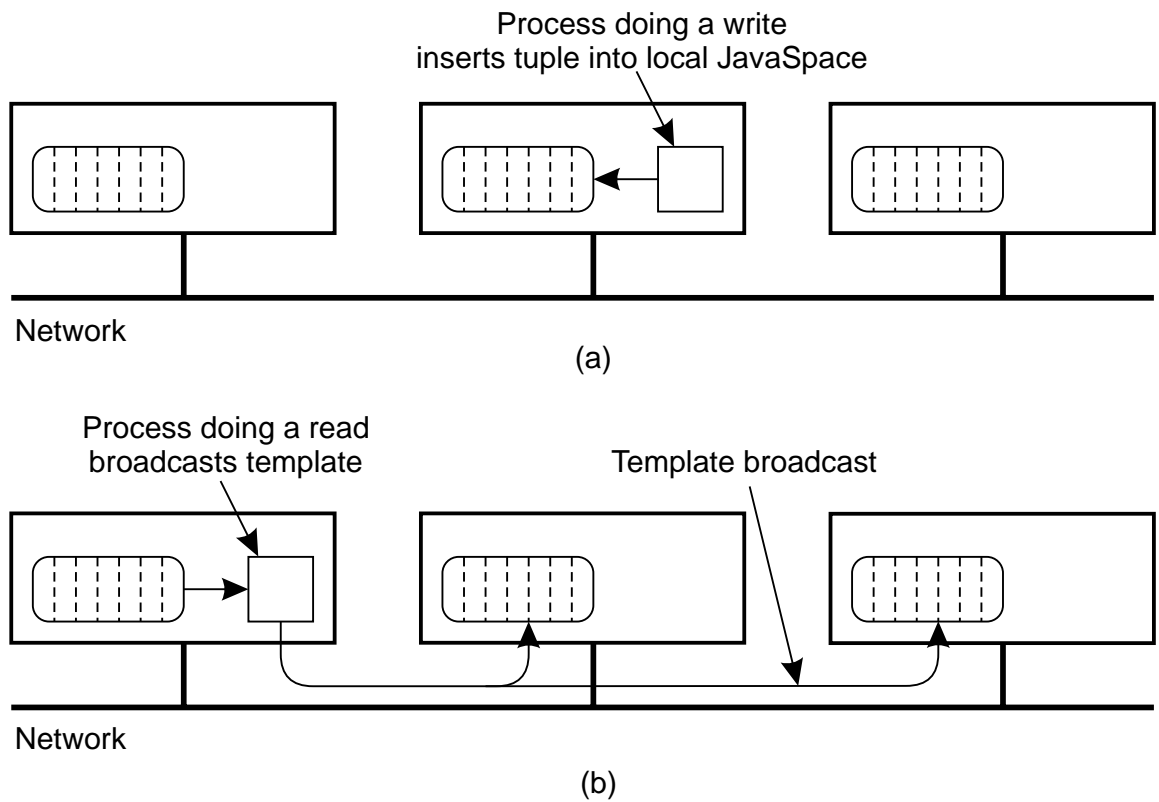 Process doing a write
inserts tuple into local JavaSpace
Network
(a)
Process doing a read
broadcasts template
Template broadcast
Network
(b)